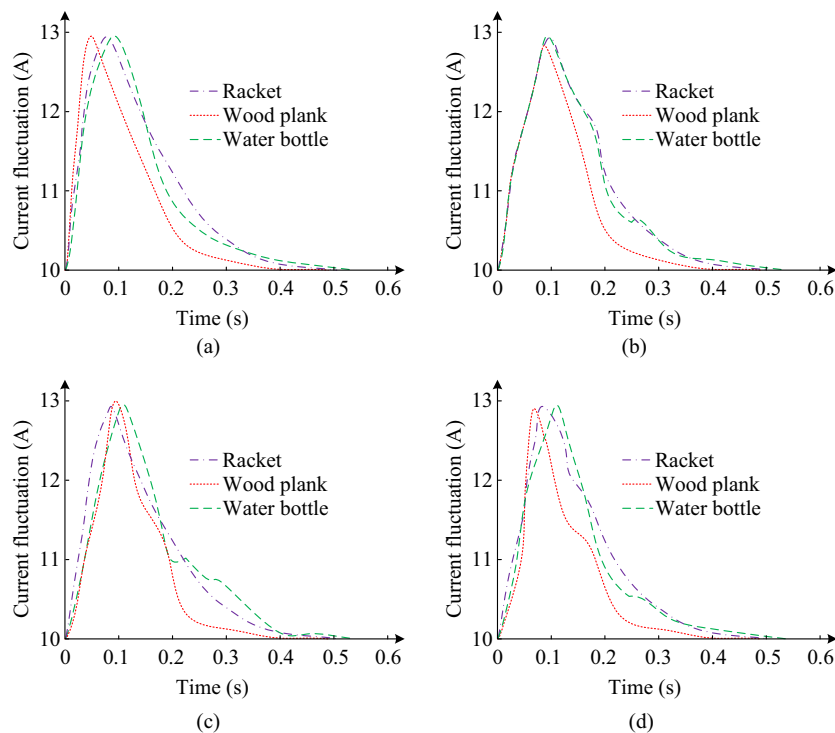 13
12
11
10
Current fluctuation (A)
Racket
Wood plank
Water bottle
0 0.1 0.2 0.3 0.4 0.5 0.6
Time (s)
(a)
13
12
11
10
Current fluctuation (A)
Racket
Wood plank
Water bottle
0 0.1 0.2 0.3 0.4 0.5 0.6
Time (s)
(b)
13
12
11
10
Current fluctuation (A)
Racket
Wood plank
Water bottle
0 0.1 0.2 0.3 0.4 0.5 0.6
Time (s)
(c)
13
12
11
10
Current fluctuation (A)
Racket
Wood plank
Water bottle
0 0.1 0.2 0.3 0.4 0.5 0.6
Time (s)
(d)